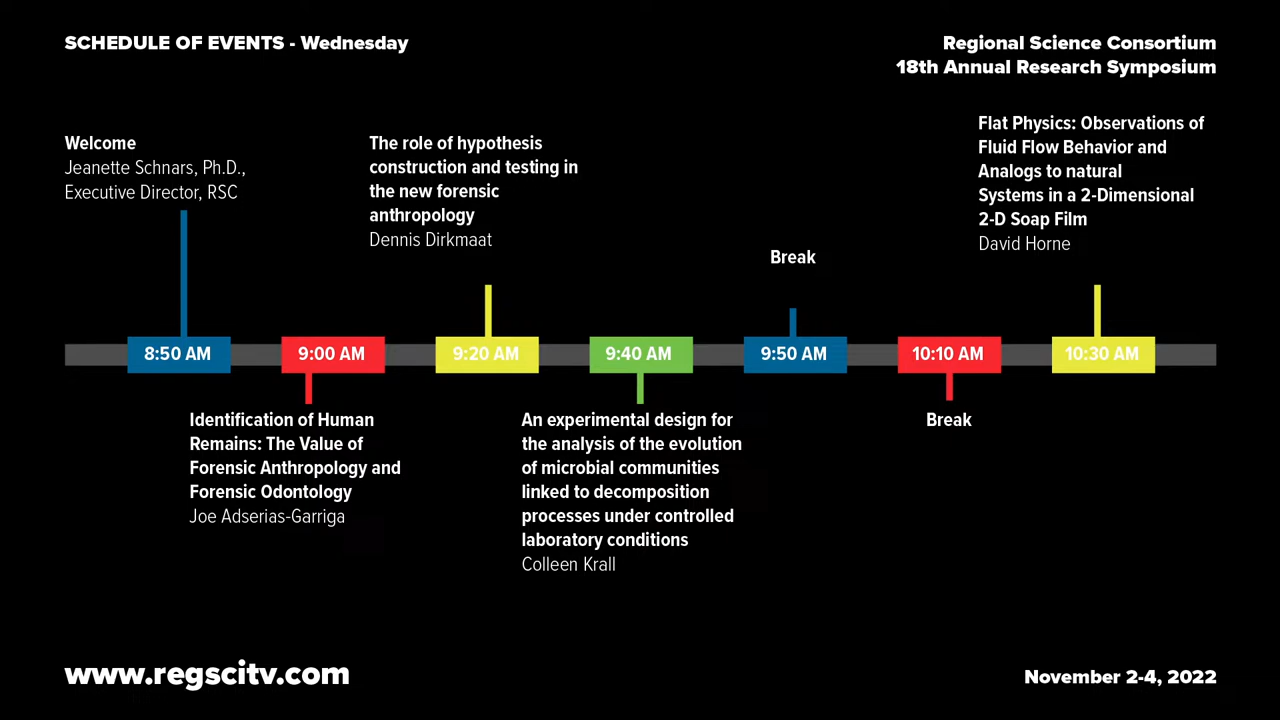 SCHEDULE OF EVENTS - Wednesday
Regional Science Consortium
18th Annual Research Symposium
Welcome
Jeanette Schnars, Ph.D.,
Executive Director, RSC
The role of hypothesis
construction and testing in
the new forensic
anthropology
Dennis Dirkmaat
Break
Flat Physics: Observations of
Fluid Flow Behavior and
Analogs to natural
Systems in a 2-Dimensional
2-D Soap Film
David Horne
8:50 AM
9:00 AM
9:20 AM
9:40 AM
9:50 AM
10:10 AM
10:30 AM
Identification of Human
Remains: The Value of
Forensic Anthropology and
Forensic Odontology
Joe Adserias-Garriga
An experimental design for
the analysis of the evolution
of microbial communities
linked to decomposition
processes under controlled
laboratory conditions
Colleen Krall
Break
www.regscitv.com
November 2-4, 2022